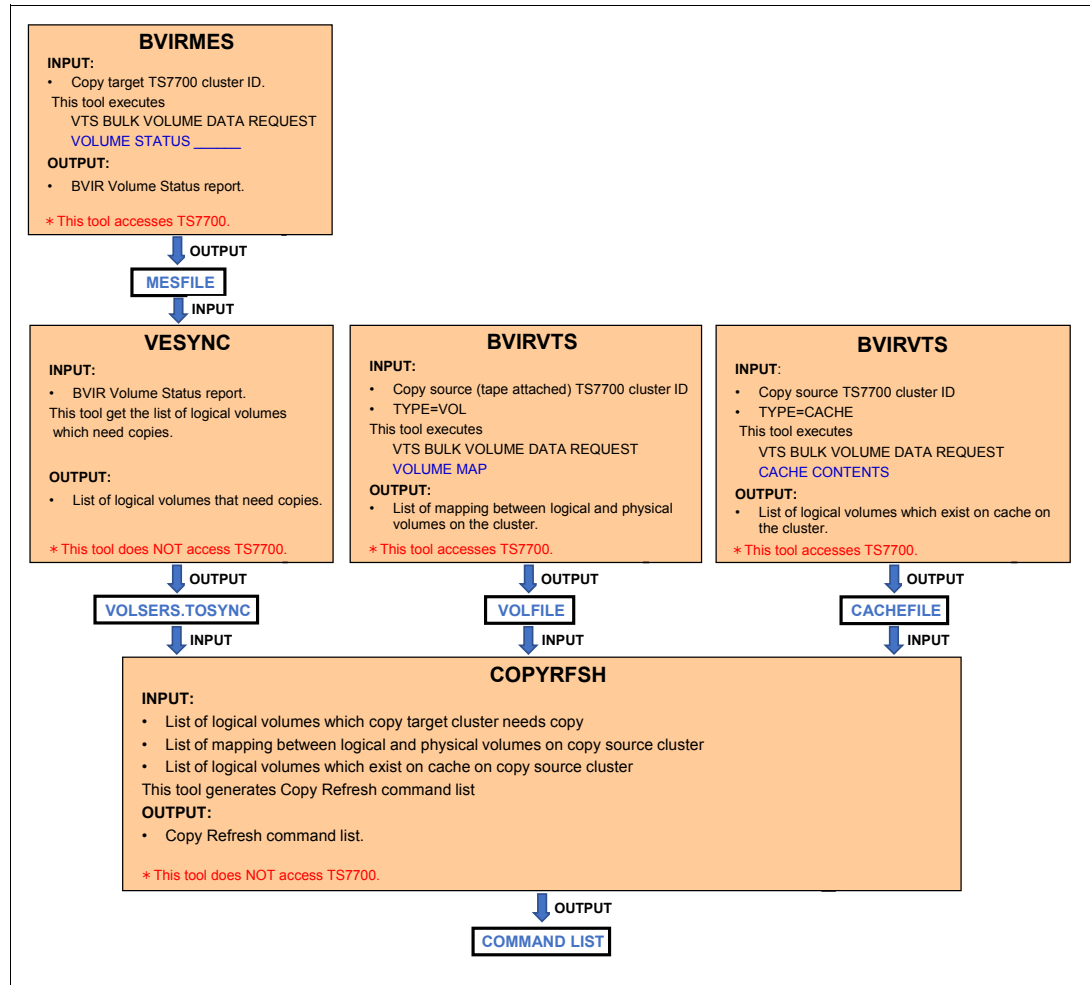 BVIRMES
INPUT:
• Copy target TS7700 cluster ID.
This tool executes
VTS BULK VOLUME DATA REQUEST
VOLUME STATUS ______
OUTPUT:
• BVIR Volume Status report.
* This tool accesses TS7700.
OUTPUT
MESFILE
INPUT
VESYNC
INPUT:
• BVIR Volume Status report.
This tool get the list of logical volumes
which need copies.
OUTPUT:
• List of logical volumes that need copies.
* This tool does NOT access TS7700.
OUTPUT
VOLSERS.TOSYNC
INPUT
BVIRVTS
INPUT:
• Copy source (tape attached) TS7700 cluster ID
• TYPE=VOL
This tool executes
VTS BULK VOLUME DATA REQUEST
VOLUME MAP
OUTPUT:
• List of mapping between logical and physical
volumes on the cluster.
* This tool accesses TS7700.
OUTPUT
VOLFILE
INPUT
BVIRVTS
INPUT:
• Copy source TS7700 cluster ID
• TYPE=CACHE
This tool executes
VTS BULK VOLUME DATA REQUEST
CACHE CONTENTS
OUTPUT:
• List of logical volumes which exist on cache on
the cluster.
* This tool accesses TS7700.
OUTPUT
CACHEFILE
INPUT
COPYRFSH
INPUT:
• List of logical volumes which copy target cluster needs copy
• List of mapping between logical and physical volumes on copy source cluster
• List of logical volumes which exist on cache on copy source cluster
This tool generates Copy Refresh command list
OUTPUT:
• Copy Refresh command list.
* This tool does NOT access TS7700.
OUTPUT
COMMAND LIST